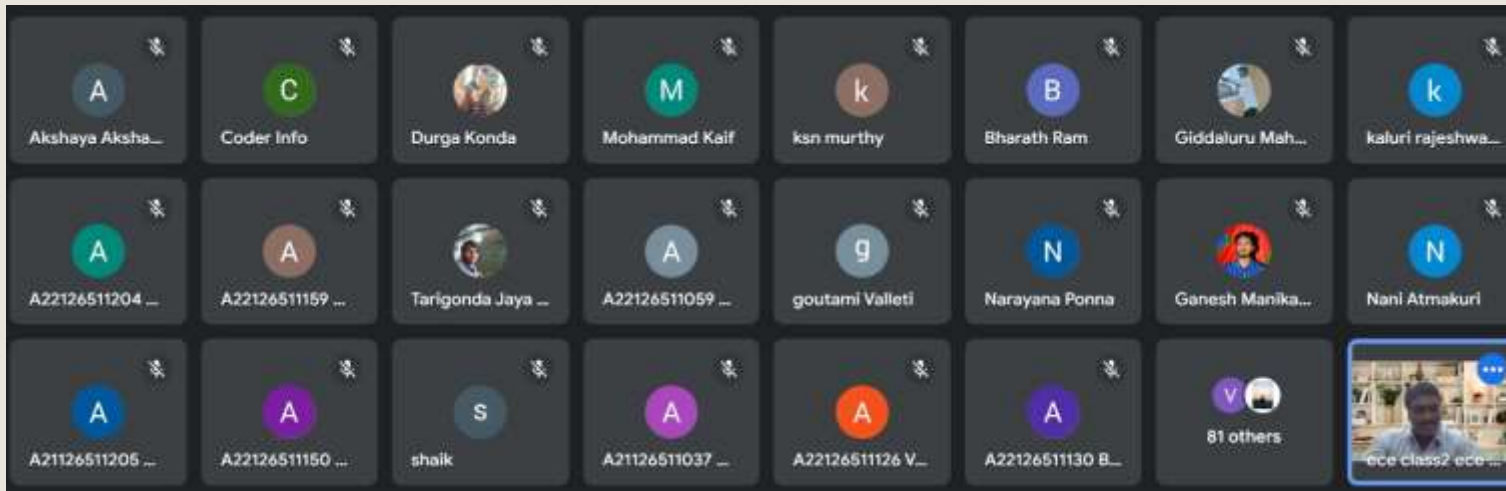 A
Akshaya Aksha...
C
Coder Info
Durga Konda
M
Mohammad Kaif
k
ksn murthy
B
Bharath Ram
Giddaluru Mah...
k
kaluri rajeshwa...
A
A22126511204 ...
A
A22126511159 ...
Tarigonda Jaya ...
A
A22126511059 ...
g
goutami Valleti
N
Narayana Ponna
Ganesh Manika...
N
Nani Atmakuri
A
A21126511205 ...
A
A22126511150 ...
s
shaik
A
A21126511037 ...
A
A22126511126 V...
A
A22126511130 B...
V
81 others
ece class2 ece ...